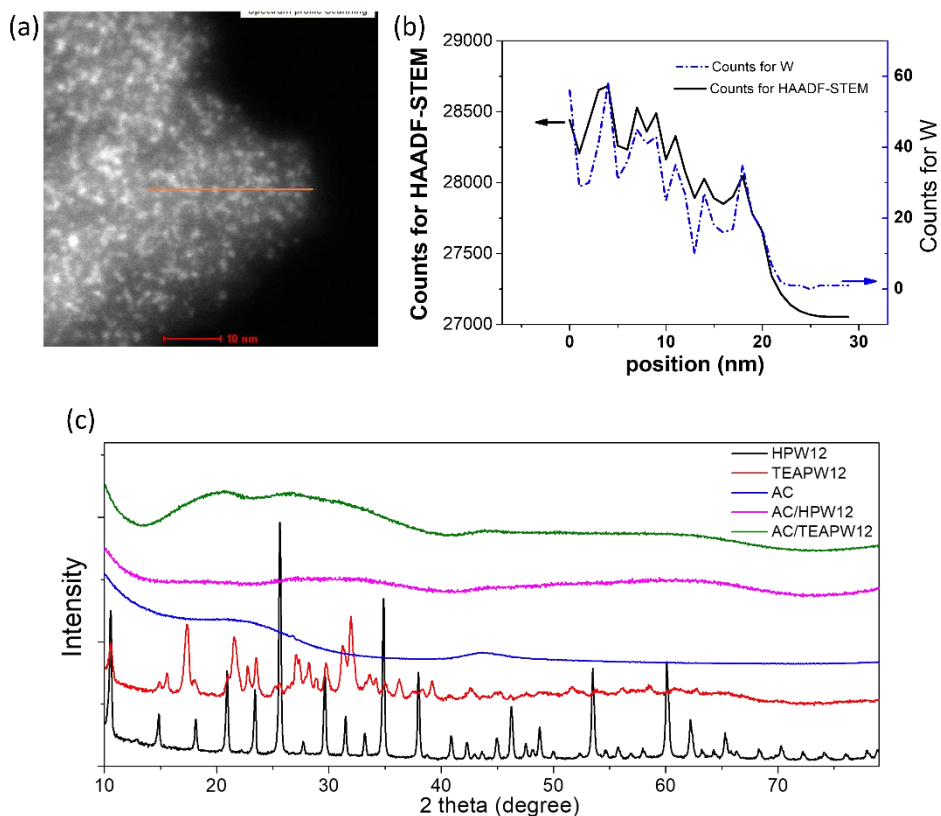 (a)
Spectrum profile Scanning
10 nm
(b)
Counts for HAADF-STEM
29000
28500
28000
27500
27000
Counts for W
Counts for HAADF-STEM
60
40
20
0
Counts for W
0
10
20
30
position (nm)
(c)
Intensity
HPW12
TEAPW12
AC
AC/HPW12
AC/TEAPW12
10
20
30
40
50
60
70
2 theta (degree)